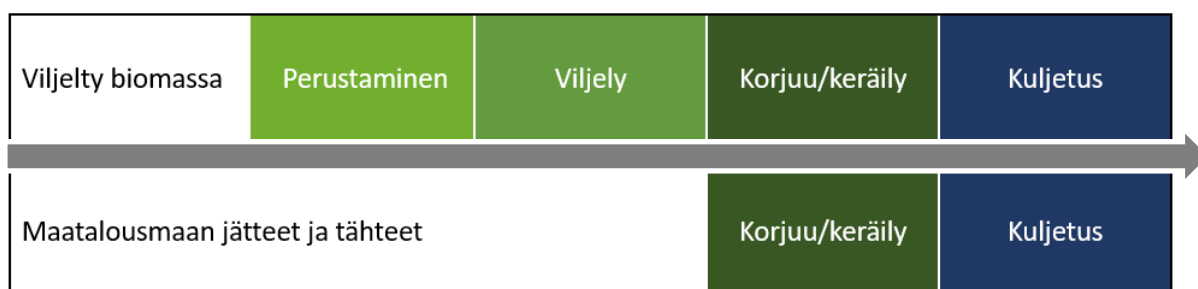 Viljelty biomassa Perustaminen Viljely Korjuu/keräily Kuljetus
Maatalousmaan jätteet ja tähteet Korjuu/keräily Kuljetus